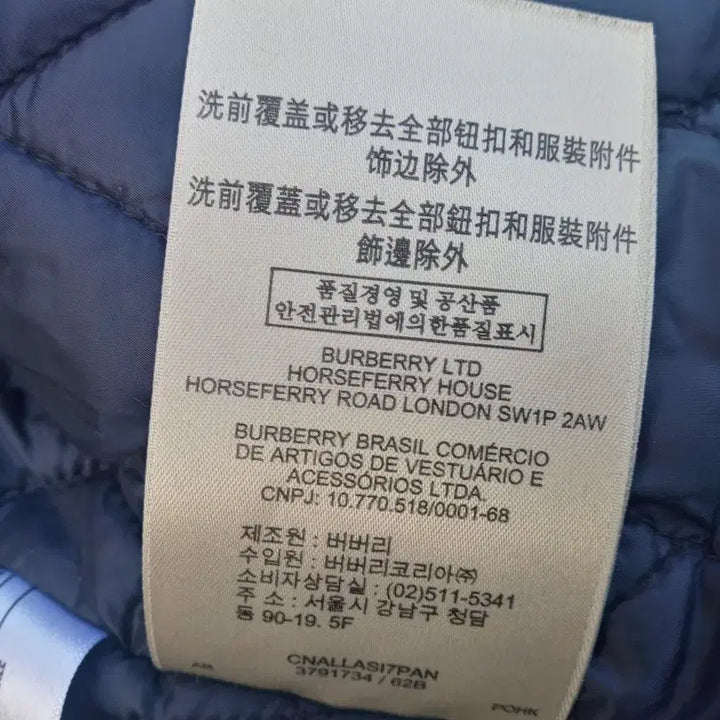 洗前覆盖或移去全部钮扣和服裝附件
饰边除外
洗前覆蓋或移去全部鈕扣和服裝附件
飾邊除外
품질경영 및 공산품
안전관리법에의한품질표시
BURBERRY LTD
HORSEFERRY HOUSE
HORSEFERRY ROAD LONDON SW1P 2AW
BURBERRY BRASIL COMÉRCIO
DE ARTIGOS DE VESTUÁRIO E
ACESSÓRIOS LTDA.
CNPJ: 10.770.518/0001-68
제조원 : 버버리
수입원 : 버버리코리아㈜
소비자상담실 : (02)511-5341
주 소 : 서울시 강남구 청담
동 90-19. 5F
CNALLASI7PAN
3791734 / 62B